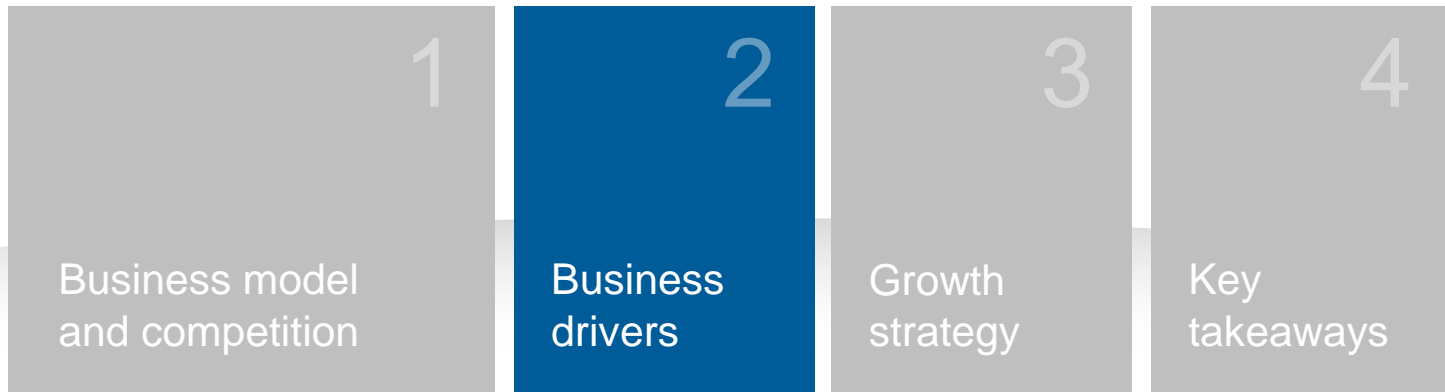 1
Business model
and competition
2
Business
drivers
3
Growth
strategy
4
Key
takeaways